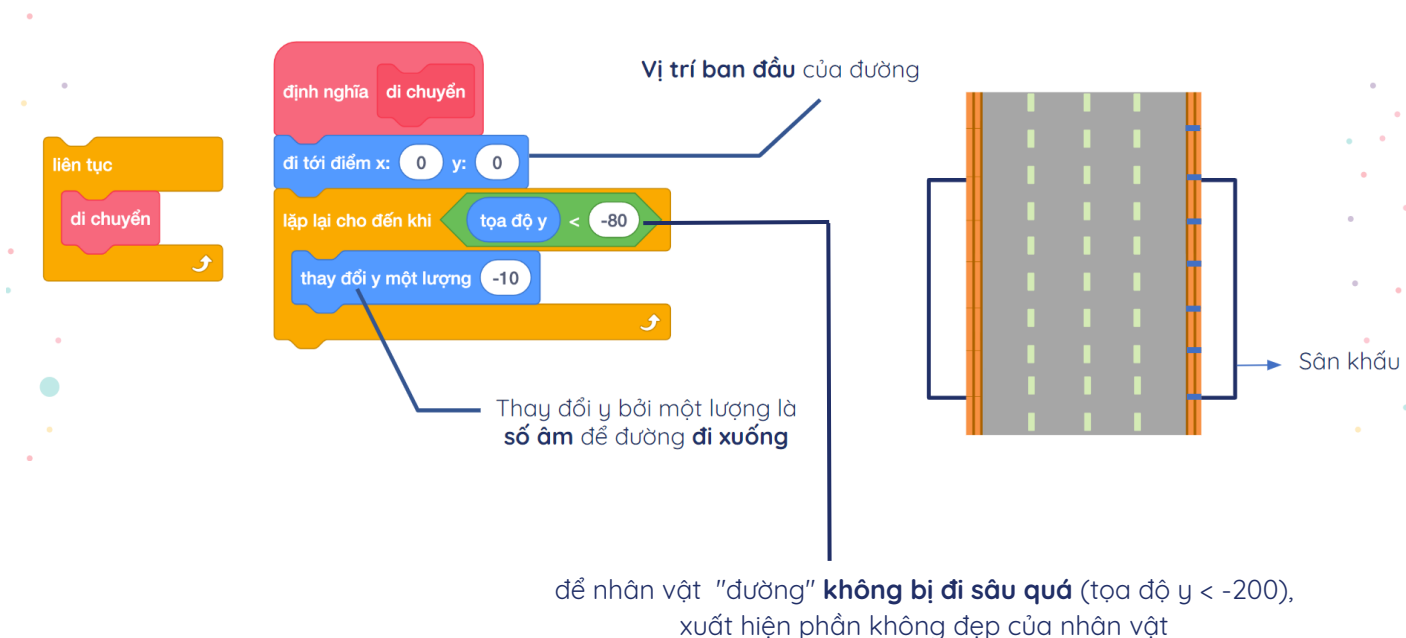 Vị trí ban đầu của đường
định nghĩa di chuyển
liên tục
di chuyển
đi tới điểm x: 0 y: 0
lặp lại cho đến khi tọa độ y < -80
thay đổi y một lượng -10
Sân khấu
Thay đổi y bởi một lượng là
số âm để đường đi xuống
để nhân vật "đường" không bị đi sâu quá (tọa độ y < -200),
xuất hiện phần không đẹp của nhân vật